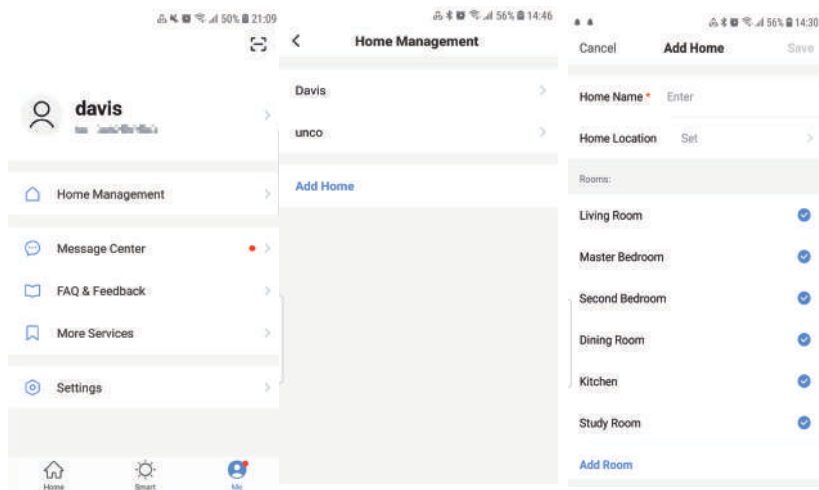 50% 21:09
davis
Home Management
Message Center
FAQ & Feedback
More Services
Settings
Home
Smart
Me
56% 14:46
Home Management
Davis
unco
Add Home
56% 14:30
Cancel Add Home Save
Home Name * Enter
Home Location Set
Rooms:
Living Room
Master Bedroom
Second Bedroom
Dining Room
Kitchen
Study Room
Add Room